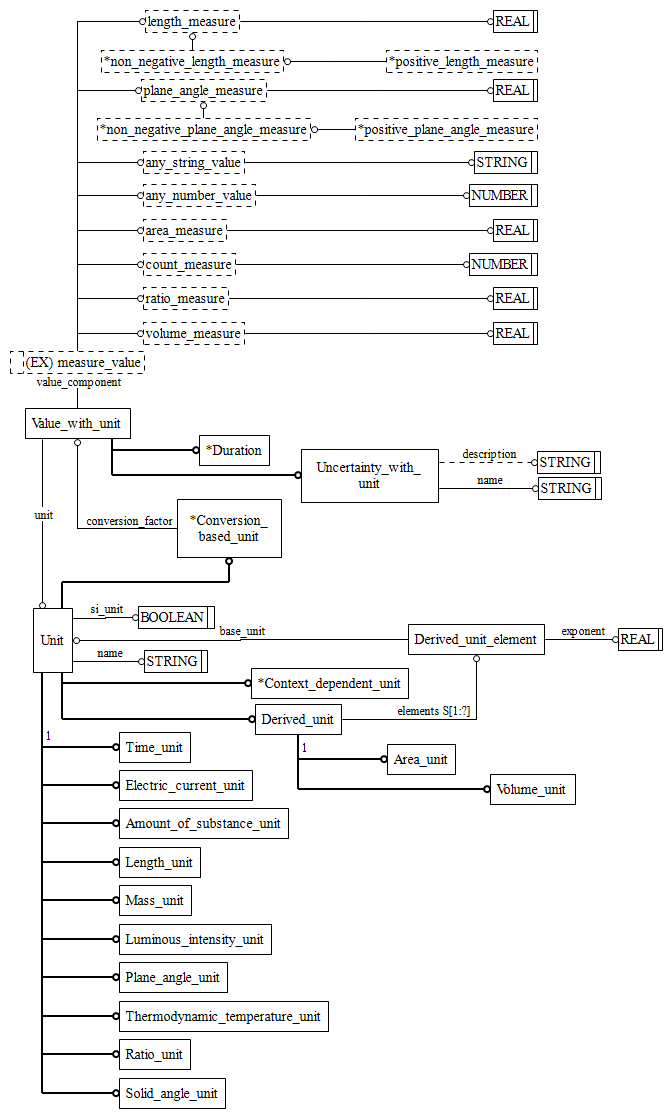 length_measure
REAL
*non_negative_length_measure
*positive_length_measure
plane_angle_measure
REAL
*non_negative_plane_angle_measure
*positive_plane_angle_measure
any_string_value
STRING
any_number_value
NUMBER
area_measure
REAL
count_measure
NUMBER
ratio_measure
REAL
volume_measure
REAL
(EX) measure_value
value_component
Value_with_unit
*Duration
Uncertainty_with_
unit
description
STRING
name
STRING
unit
conversion_factor
*Conversion_
based_unit
Unit
si_unit
BOOLEAN
base_unit
Derived_unit_element
exponent
REAL
name
STRING
*Context_dependent_unit
Derived_unit
elements S[1:?]
1
Time_unit
1
Area_unit
Electric_current_unit
Volume_unit
Amount_of_substance_unit
Length_unit
Mass_unit
Luminous_intensity_unit
Plane_angle_unit
Thermodynamic_temperature_unit
Ratio_unit
Solid_angle_unit